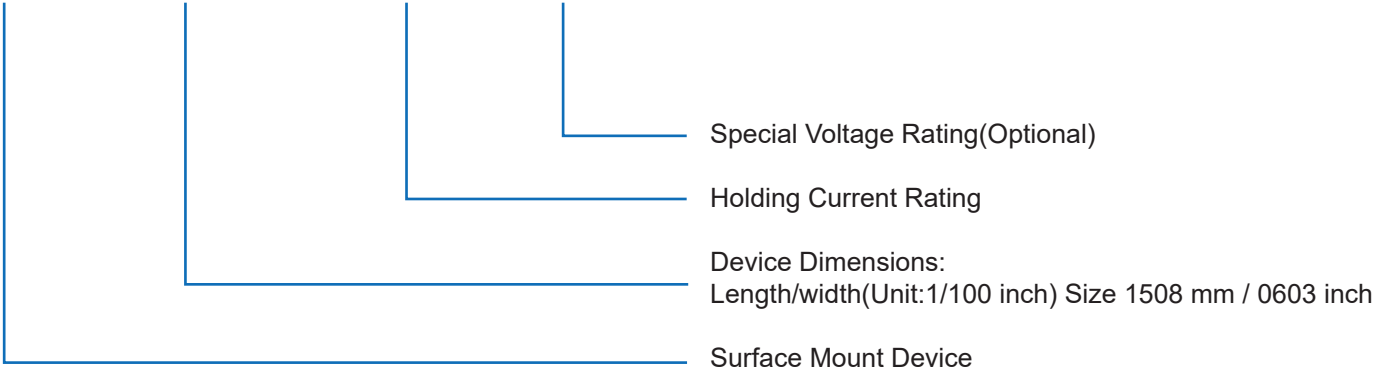 Special Voltage Rating(Optional)
Holding Current Rating
Device Dimensions:
Length/width(Unit:1/100 inch) Size 1508 mm / 0603 inch
Surface Mount Device